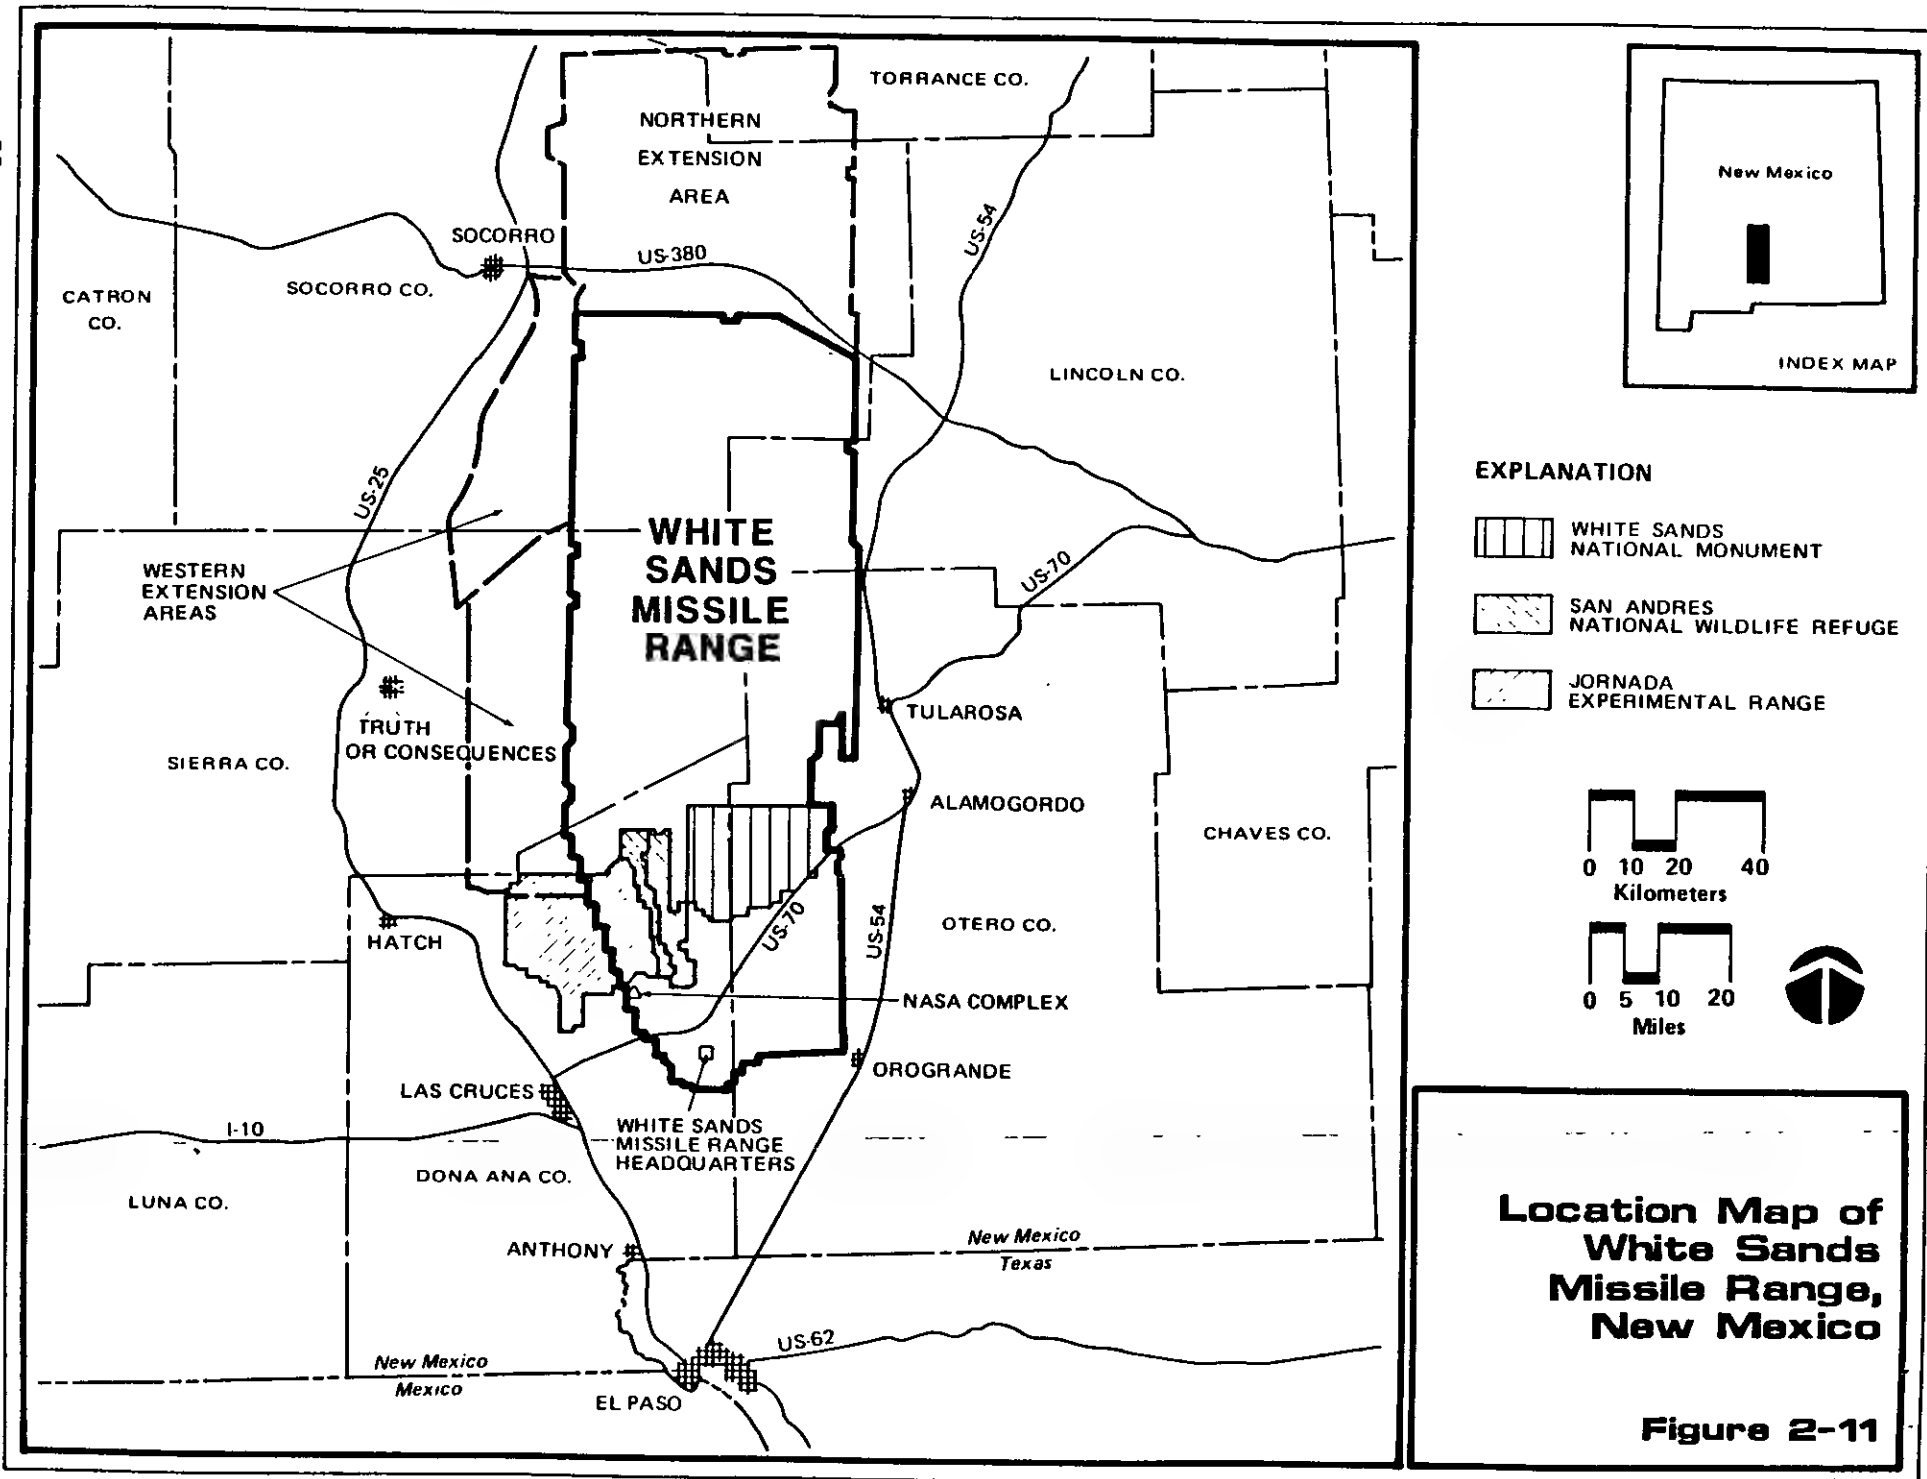 TORRANCE CO.
NORTHERN
EXTENSION
AREA
US-54
SOCORRO
US-380
SOCORRO CO.
CATRON
CO.
LINCOLN CO.
US-25
WHITE
SANDS
MISSILE
RANGE
WESTERN
EXTENSION
AREAS
US-70
TRUTH
OR CONSEQUENCES
TULAROSA
SIERRA CO.
ALAMOGORDO
CHAVES CO.
HATCH
US-70
US-54
OTERO CO.
NASA COMPLEX
OROGRANDE
LAS CRUCES
I-10
WHITE SANDS
MISSILE RANGE
HEADQUARTERS
DONA ANA CO.
LUNA CO.
ANTHONY
New Mexico
Texas
US-62
New Mexico
Mexico
EL PASO
New Mexico
INDEX MAP
EXPLANATION
WHITE SANDS
NATIONAL MONUMENT
SAN ANDRES
NATIONAL WILDLIFE REFUGE
JORNADA
EXPERIMENTAL RANGE
0 10 20 40
Kilometers
0 5 10 20
Miles
Location Map of
White Sands
Missile Range,
New Mexico
Figure 2-11